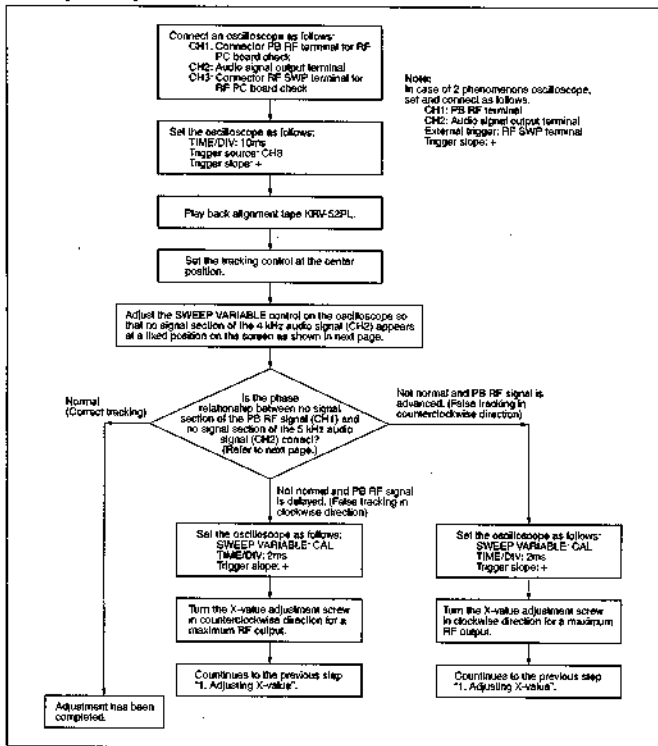 Connect an oscilloscope as follows:
CH1: Connector PB RF terminal for RF
PC board check
CH2: Audio signal output terminal
CH3: Connector RF SWP terminal for
RF PC board check
Note:
In case of 2 phenomenons oscilloscope,
set and connect as follows.
CH1: PB RF terminal
CH2: Audio signal output terminal
External trigger: RF SWP terminal
Trigger slope: +
Set the oscilloscope as follows:
TIME/DIV: 10ms
Trigger source: CH3
Trigger slope: +
Play back alignment tape KRV-52PL.
Set the tracking control at the center
position.
Adjust the SWEEP VARIABLE control on the oscilloscope so
that no signal section of the 4 kHz audio signal (CH2) appears
at a fixed position on the screen as shown in next page.
Normal
(Correct tracking)
Is the phase
relationship between no signal
section of the PB RF signal (CH1) and
no signal section of the 5 kHz audio
signal (CH2) correct?
(Refer to next page.)
Not normal and PB RF signal is
advanced. (False tracking in
counterclockwise direction)
Not normal and PB RF signal
is delayed. (False tracking in
clockwise direction)
Set the oscilloscope as follows:
SWEEP VARIABLE: CAL
TIME/DIV: 2ms
Trigger slope: +
Set the oscilloscope as follows:
SWEEP VARIABLE: CAL
TIME/DIV: 2ms
Trigger slope: +
Turn the X-value adjustment screw
in counterclockwise direction for a
maximum RF output.
Turn the X-value adjustment screw
in clockwise direction for a maximum
RF output.
Countinues to the previous step
"1. Adjusting X-value".
Countinues to the previous step
"1. Adjusting X-value".
Adjustment has been
completed.